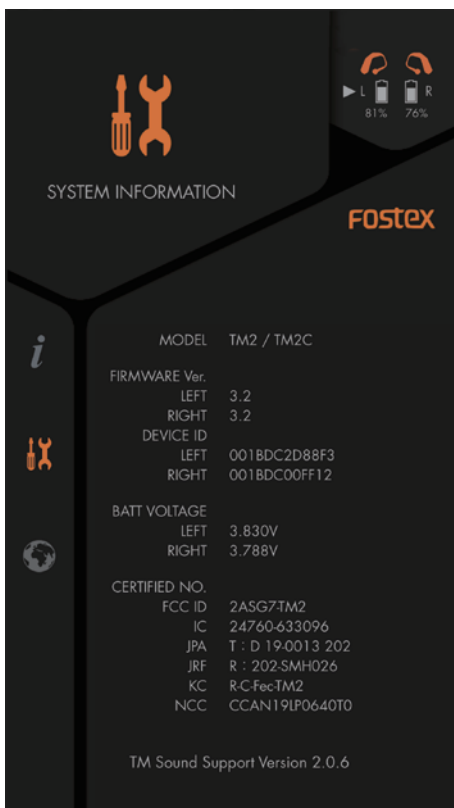 L R
81% 76%
SYSTEM INFORMATION
FOSTEX
i
MODEL TM2 / TM2C
FIRMWARE Ver.
LEFT 3.2
RIGHT 3.2
DEVICE ID
LEFT 001BDC2D88F3
RIGHT 001BDC00FF12
BATT VOLTAGE
LEFT 3.830V
RIGHT 3.788V
CERTIFIED NO.
FCC ID 2ASG7-TM2
IC 24760-633096
JPA T : D 19-0013 202
JRF R : 202-SMH026
KC R-C-Fec-TM2
NCC CCAN19LP0640T0
TM Sound Support Version 2.0.6